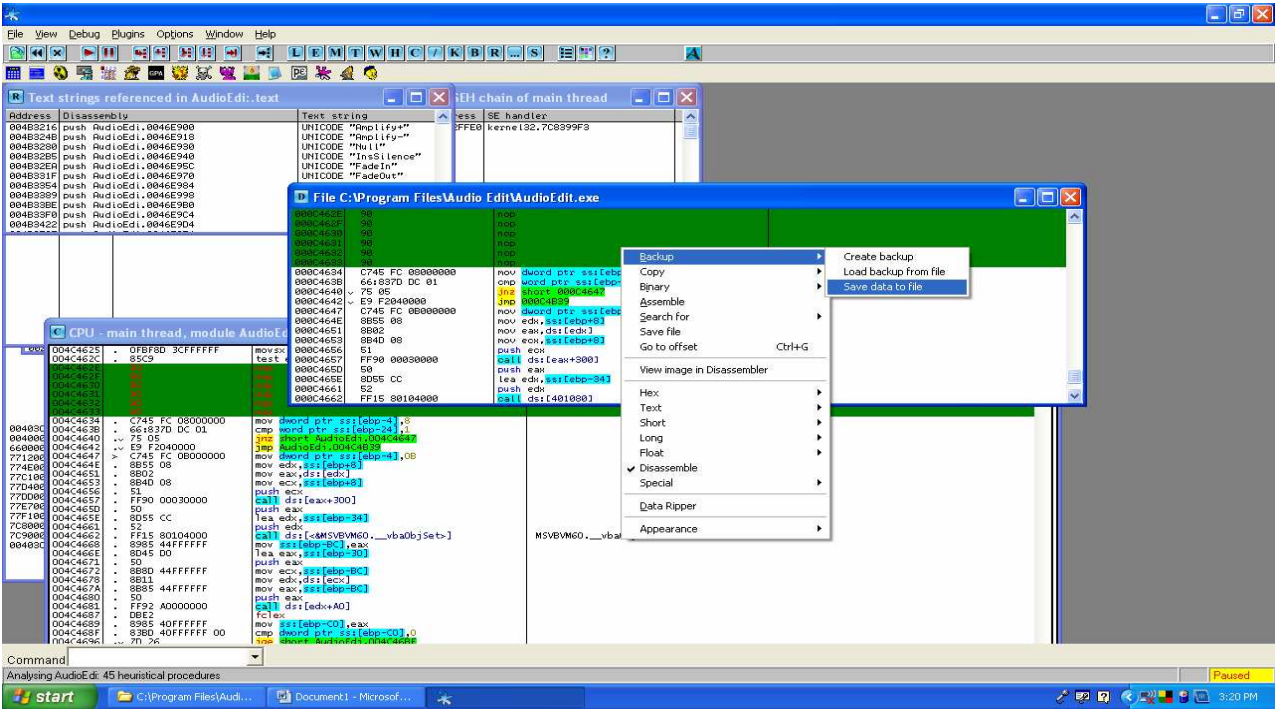 File View Debug Plugins Options Window Help
L E M T W H C / K B R ... S
Text strings referenced in AudioEdi:.text
SEH chain of main thread
Address Disassembly Text string
ess SE handler
004B3216 push AudioEdi.0046E900 UNICODE "Amplify+"
2FFE0 kernel32.7C8399F3
004B324B push AudioEdi.0046E918 UNICODE "Amplify-"
004B3280 push AudioEdi.0046E930 UNICODE "Null"
004B32B5 push AudioEdi.0046E940 UNICODE "InsSilence"
004B32EA push AudioEdi.0046E95C UNICODE "FadeIn"
004B331F push AudioEdi.0046E970 UNICODE "FadeOut"
004B3354 push AudioEdi.0046E984
004B3389 push AudioEdi.0046E998
004B33BE push AudioEdi.0046E9B0
004B33F0 push AudioEdi.0046E9C4
004B3422 push AudioEdi.0046E9D4
File C:\Program Files\Audio Edit\AudioEdit.exe
000C462E 90 nop
000C462F 90 nop
000C4630 90 nop
000C4631 90 nop
000C4632 90 nop
000C4633 90 nop
000C4634 C745 FC 08000000 mov dword ptr ss:[ebp
000C463B 66:837D DC 01 cmp word ptr ss:[ebp-
000C4640 75 05 jnz short 000C4647
000C4642 E9 F2040000 jmp 000C4B39
000C4647 C745 FC 0B000000 mov dword ptr ss:[ebp
000C464E 8B55 08 mov edx,ss:[ebp+8]
000C4651 8B02 mov eax,ds:[edx]
000C4653 8B4D 08 mov ecx,ss:[ebp+8]
000C4656 51 push ecx
000C4657 FF90 00030000 call ds:[eax+300]
000C465D 50 push eax
000C465E 8D55 CC lea edx,ss:[ebp-34]
000C4661 52 push edx
000C4662 FF15 80104000 call ds:[401080]
Backup
Copy
Binary
Assemble
Search for
Save file
Go to offset Ctrl+G
View image in Disassembler
Hex
Text
Short
Long
Float
Disassemble
Special
Data Ripper
Appearance
Create backup
Load backup from file
Save data to file
CPU - main thread, module AudioEd
004C4625 . 0FBF8D 3CFFFFFF movsx
004C462C . 85C9 test
004C462E
004C462F
004C4630
004C4631
004C4632
004C4633
004C4634 . C745 FC 08000000 mov dword ptr ss:[ebp-4],8
004C463B . 66:837D DC 01 cmp word ptr ss:[ebp-24],1
004C4640 . 75 05 jnz short AudioEdi.004C4647
004C4642 . E9 F2040000 jmp AudioEdi.004C4B39
004C4647 > C745 FC 0B000000 mov dword ptr ss:[ebp-4],0B
004C464E . 8B55 08 mov edx,ss:[ebp+8]
004C4651 . 8B02 mov eax,ds:[edx]
004C4653 . 8B4D 08 mov ecx,ss:[ebp+8]
004C4656 . 51 push ecx
004C4657 . FF90 00030000 call ds:[eax+300]
004C465D . 50 push eax
004C465E . 8D55 CC lea edx,ss:[ebp-34]
004C4661 . 52 push edx
004C4662 . FF15 80104000 call ds:[<&MSVBVM60.__vbaObjSet>] MSVBVM60.__vba
004C4668 . 8985 44FFFFFF mov ss:[ebp-BC],eax
004C466E . 8D45 D0 lea eax,ss:[ebp-30]
004C4671 . 50 push eax
004C4672 . 8B8D 44FFFFFF mov ecx,ss:[ebp-BC]
004C4678 . 8B11 mov edx,ds:[ecx]
004C467A . 8B85 44FFFFFF mov eax,ss:[ebp-BC]
004C4680 . 50 push eax
004C4681 . FF92 A0000000 call ds:[edx+A0]
004C4687 . DBE2 fclex
004C4689 . 8985 40FFFFFF mov ss:[ebp-C0],eax
004C468F . 83BD 40FFFFFF 00 cmp dword ptr ss:[ebp-C0],0
004C4696 . 7D 26 jge short AudioEdi.004C46BE
Command
Analysing AudioEdi: 45 heuristical procedures
Paused
start
C:\Program Files\Audi...
Document1 - Microsof...
3:20 PM